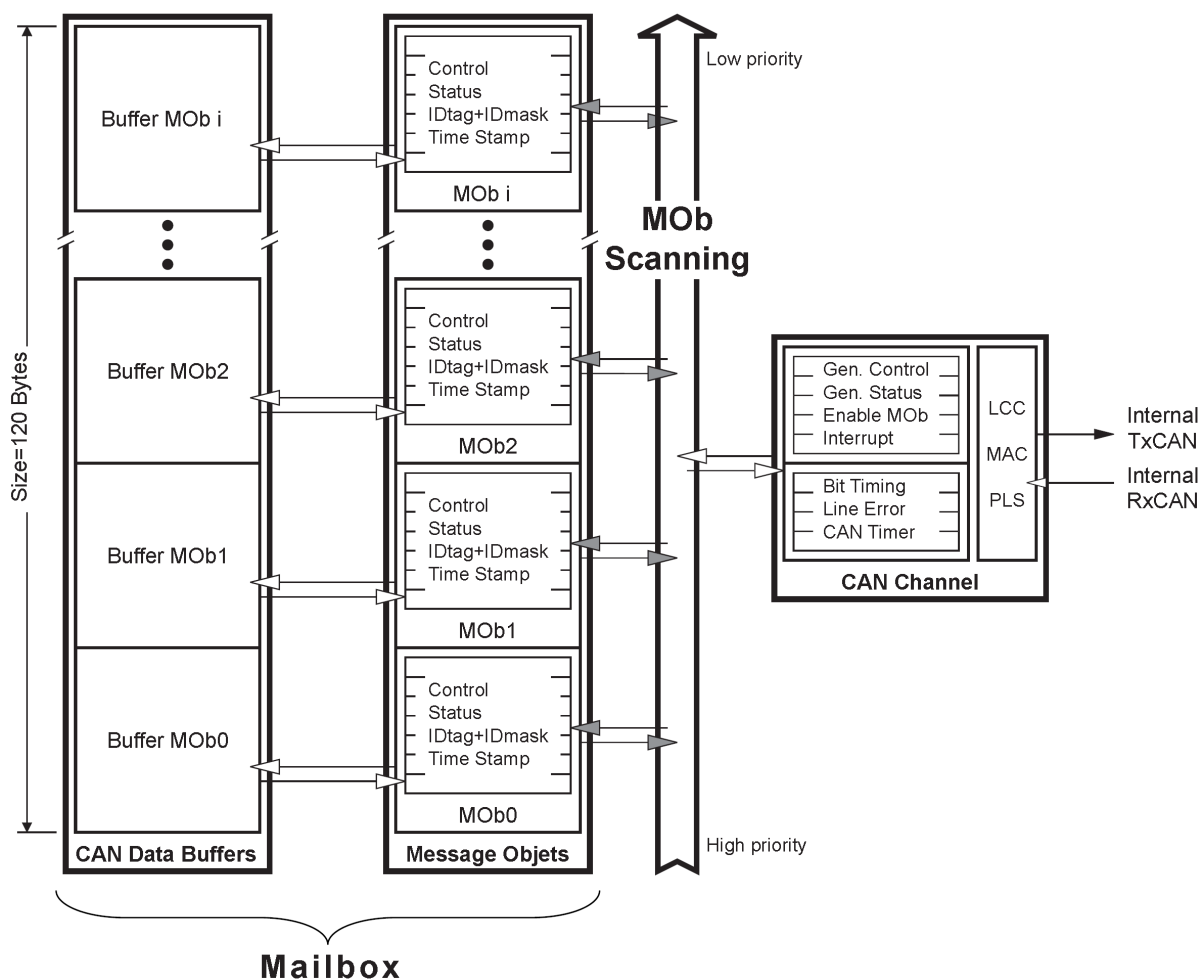 Size=120 Bytes
Buffer MOb i
Buffer MOb2
Buffer MOb1
Buffer MOb0
CAN Data Buffers
Control
Status
IDtag+IDmask
Time Stamp
MOb i
Control
Status
IDtag+IDmask
Time Stamp
MOb2
Control
Status
IDtag+IDmask
Time Stamp
MOb1
Control
Status
IDtag+IDmask
Time Stamp
MOb0
Message Objets
Mailbox
Low priority
MOb
Scanning
High priority
Gen. Control
Gen. Status
Enable MOb
Interrupt
Bit Timing
Line Error
CAN Timer
LCC
MAC
PLS
CAN Channel
Internal
TxCAN
Internal
RxCAN